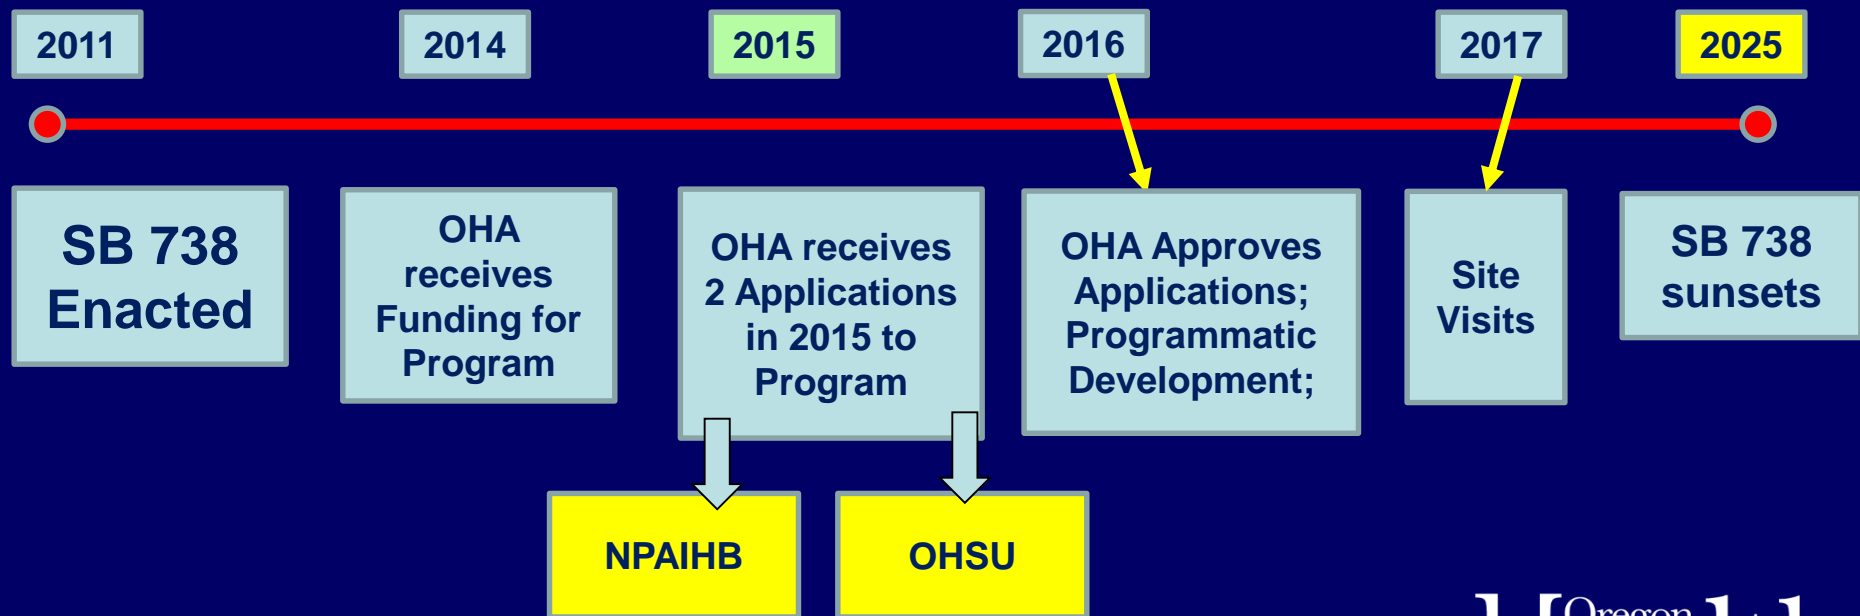 2011
2014
2015
2016
2017
2025
SB 738
Enacted
OHA
receives
Funding for
Program
OHA receives
2 Applications
in 2015 to
Program
OHA Approves
Applications;
Programmatic
Development;
Site
Visits
SB 738
sunsets
NPAIHB
OHSU
Oregon